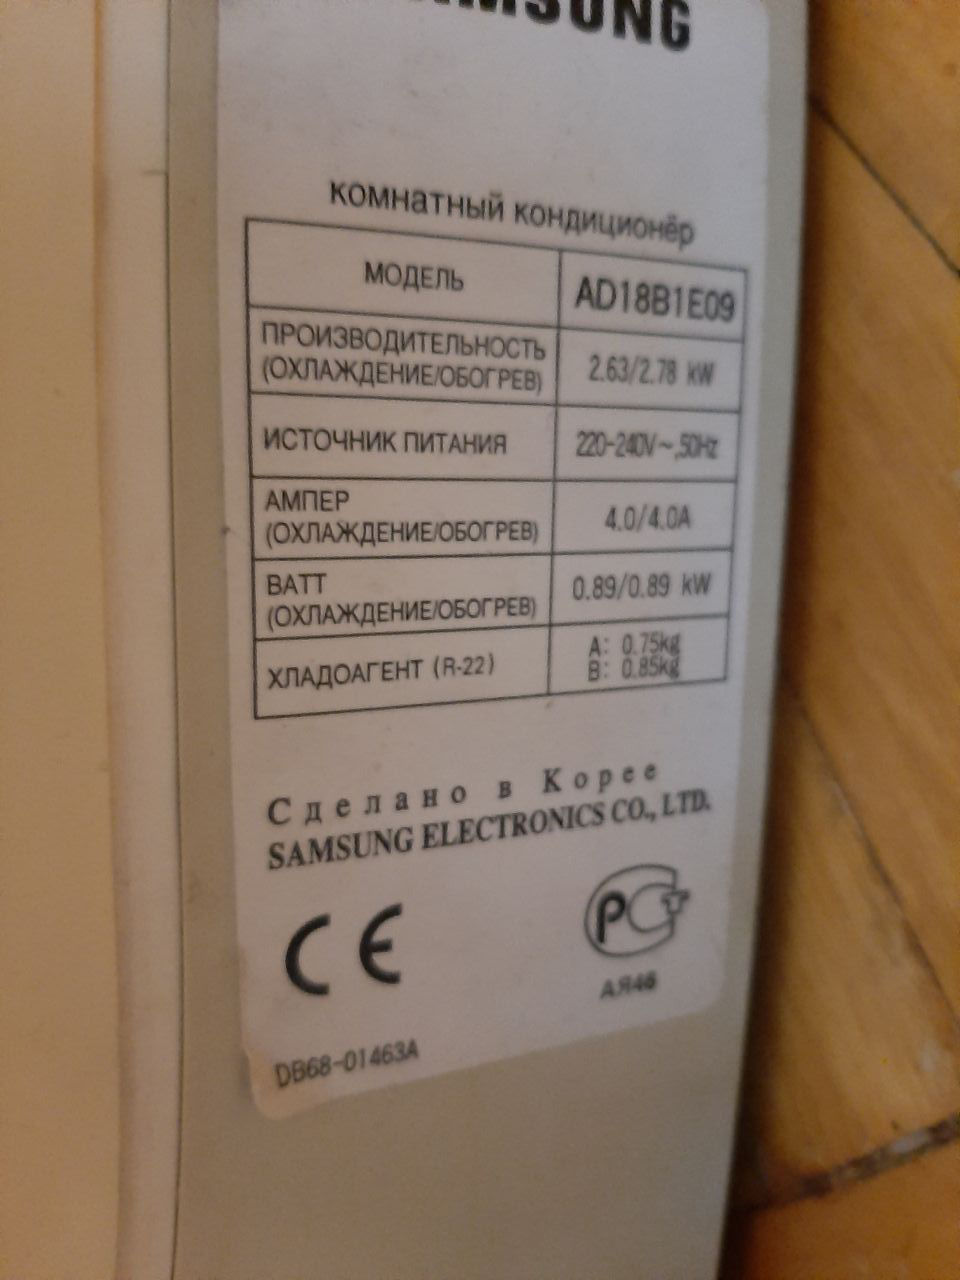 SAMSUNG
комнатный кондиционёр
МОДЕЛЬ AD18B1E09
ПРОИЗВОДИТЕЛЬНОСТЬ
(ОХЛАЖДЕНИЕ/ОБОГРЕВ) 2.63/2.78 kW
ИСТОЧНИК ПИТАНИЯ 220-240V~,50Hz
АМПЕР
(ОХЛАЖДЕНИЕ/ОБОГРЕВ) 4.0/4.0A
ВАТТ
(ОХЛАЖДЕНИЕ/ОБОГРЕВ) 0.89/0.89 kW
ХЛАДОАГЕНТ (R-22) A: 0.75kg
B: 0.85kg
Сделано в Корее
SAMSUNG ELECTRONICS CO., LTD.
CE
РСТ
АЯ46
DB68-01463A